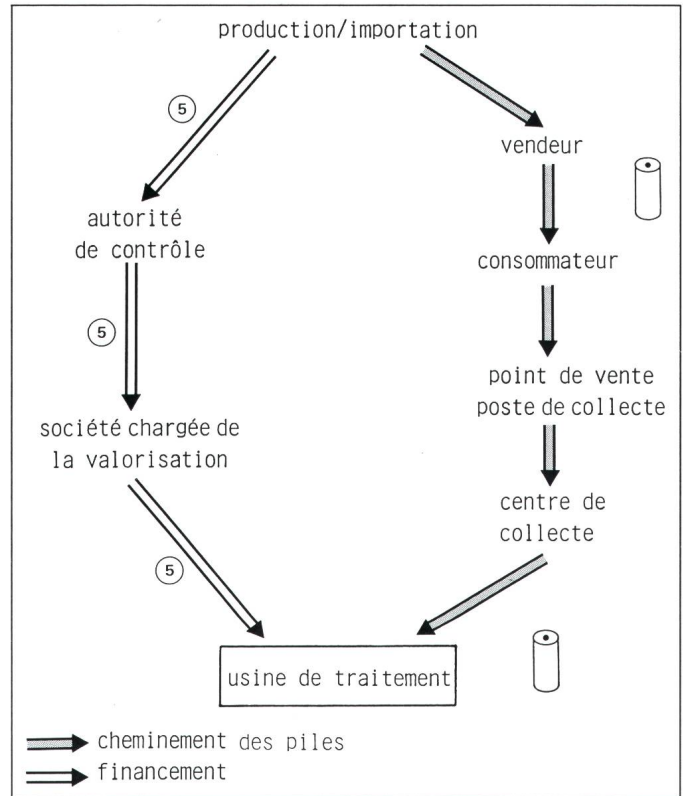 production/importation
5
vendeur
autorité
de contrôle
consommateur
5
point de vente
poste de collecte
société chargée de
la valorisation
centre de
collecte
5
usine de traitement
cheminement des piles
financement